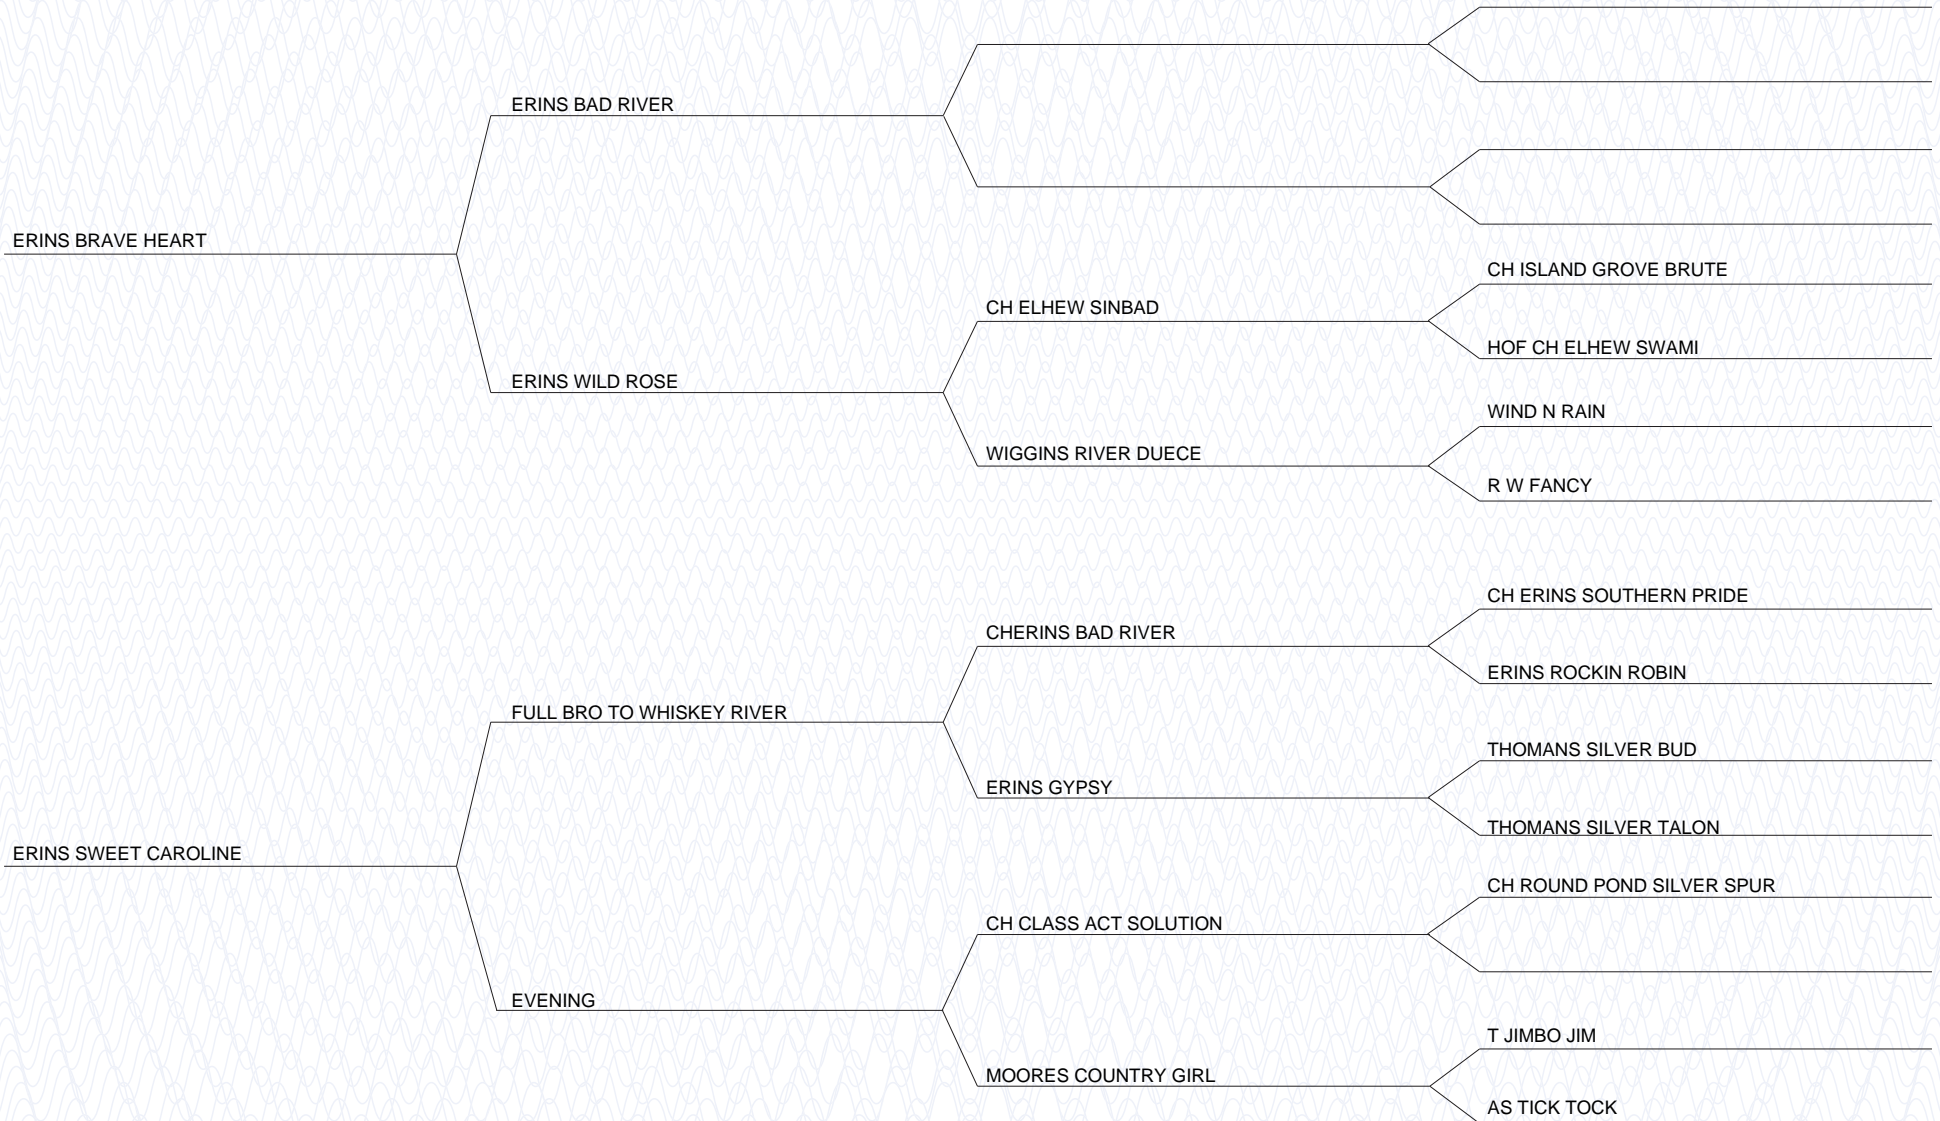 ERINS BAD RIVER
ERINS BRAVE HEART
CH ISLAND GROVE BRUTE
CH ELHEW SINBAD
HOF CH ELHEW SWAMI
ERINS WILD ROSE
WIND N RAIN
WIGGINS RIVER DUECE
R W FANCY
CH ERINS SOUTHERN PRIDE
CHERINS BAD RIVER
ERINS ROCKIN ROBIN
FULL BRO TO WHISKEY RIVER
THOMANS SILVER BUD
ERINS GYPSY
THOMANS SILVER TALON
ERINS SWEET CAROLINE
CH ROUND POND SILVER SPUR
CH CLASS ACT SOLUTION
EVENING
T JIMBO JIM
MOORES COUNTRY GIRL
AS TICK TOCK